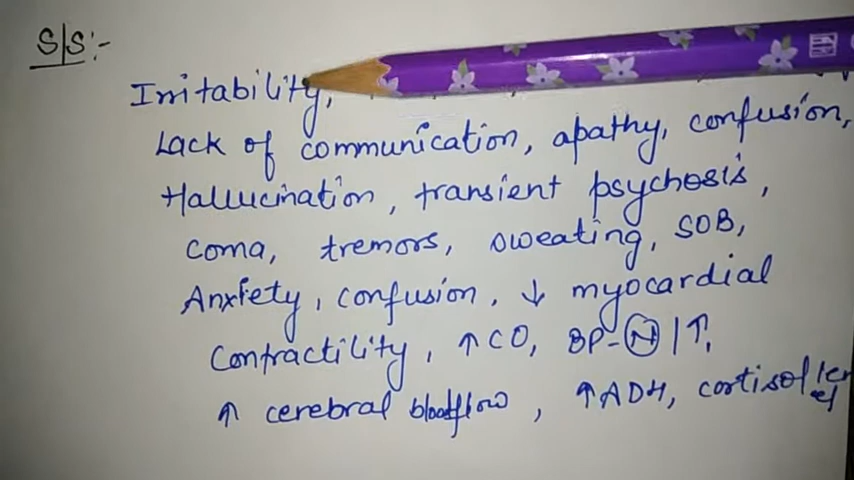 S/S:-
Irritability,
Lack of communication, apathy, confusion,
Hallucination, transient psychosis,
coma, tremors, sweating, SOB,
Anxiety, confusion, ↓ myocardial
Contractility, ↑ CO, BP-Ⓝ/↑,
↑ cerebral bloodflow, ↑ADH, cortisol level